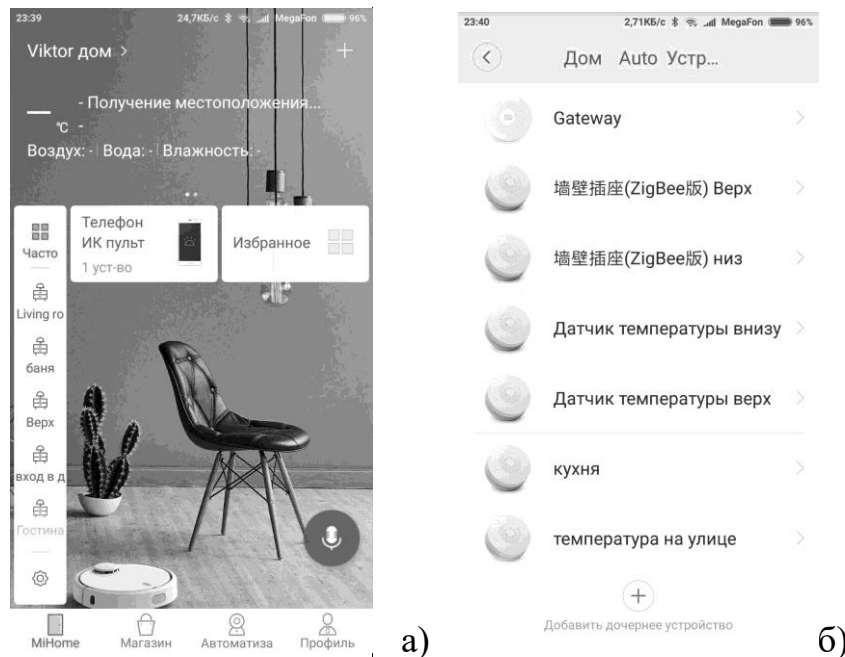 23:39 24,7КБ/с MegaFon 96%
Viktor дом >
- Получение местоположения...
°C -
Воздух: - Вода: - Влажность: -
Часто
Телефон
ИК пульт
1 уст-во
Избранное
Living ro
баня
Верх
вход в д
Гостина
MiHome Магазин Автоматиза Профиль
а)
23:40 2,71КБ/с MegaFon 96%
Дом Auto Устр...
Gateway
墙壁插座(ZigBee版) Верх
墙壁插座(ZigBee版) низ
Датчик температуры внизу
Датчик температуры верх
кухня
температура на улице
Добавить дочернее устройство
б)